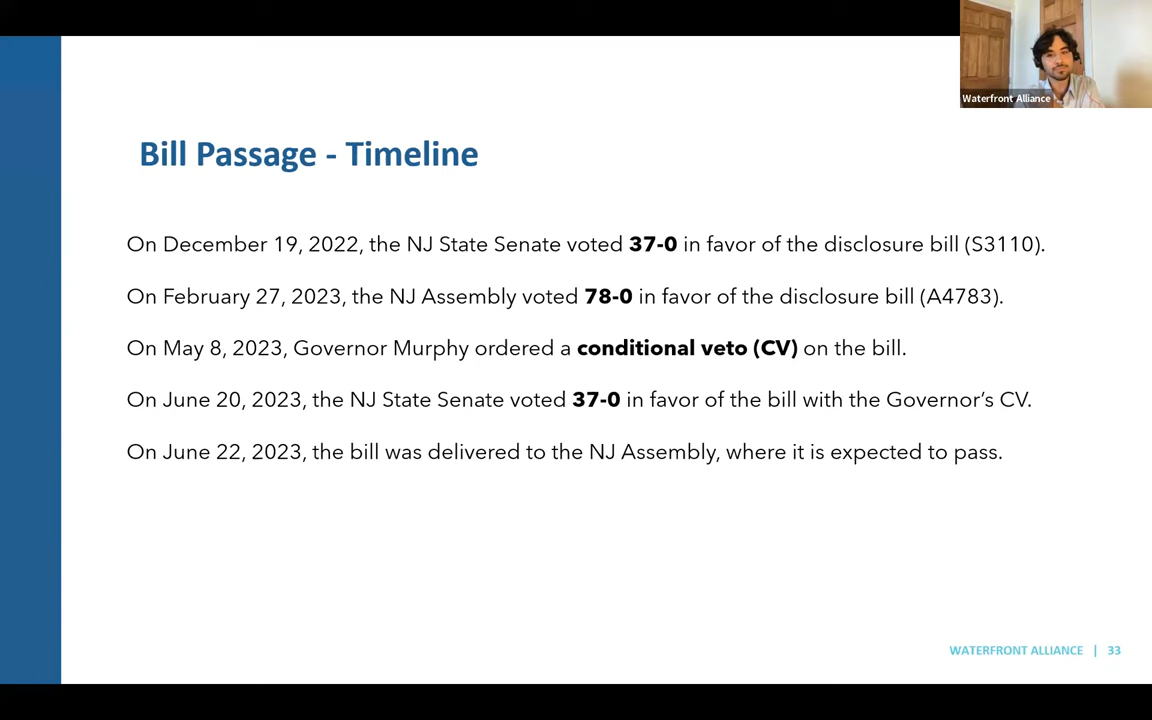 Waterfront Alliance
Bill Passage - Timeline
On December 19, 2022, the NJ State Senate voted 37-0 in favor of the disclosure bill (S3110).
On February 27, 2023, the NJ Assembly voted 78-0 in favor of the disclosure bill (A4783).
On May 8, 2023, Governor Murphy ordered a conditional veto (CV) on the bill.
On June 20, 2023, the NJ State Senate voted 37-0 in favor of the bill with the Governor’s CV.
On June 22, 2023, the bill was delivered to the NJ Assembly, where it is expected to pass.
WATERFRONT ALLIANCE | 33